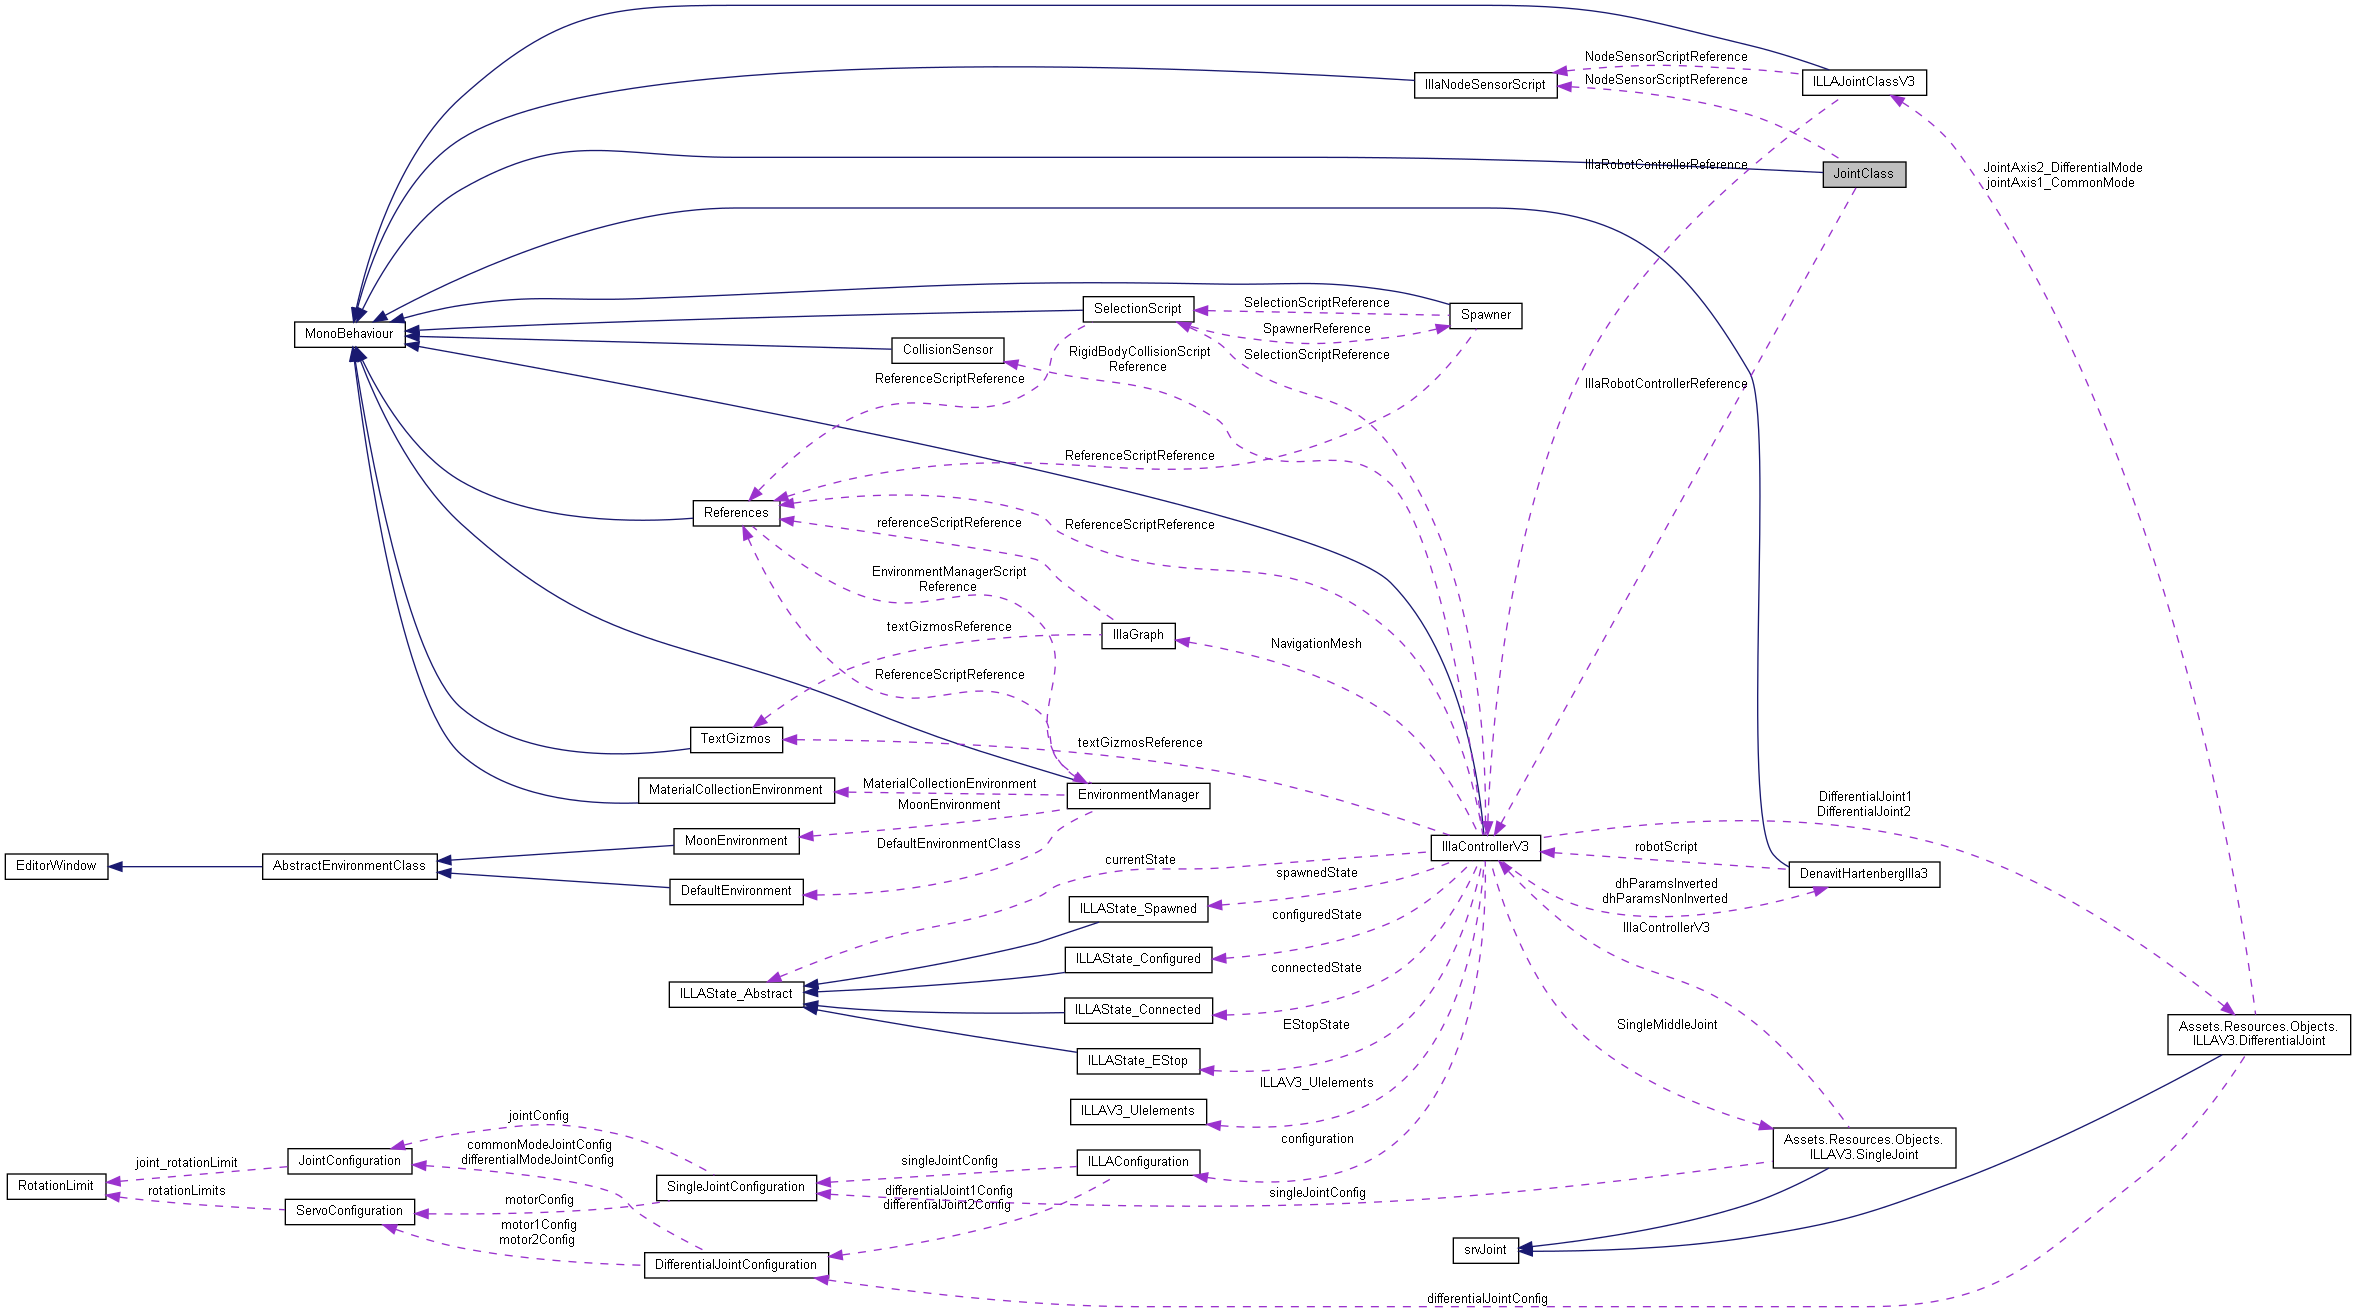 NodeSensorScriptReference
IllaNodeSensorScript
NodeSensorScriptReference
ILLAJointClassV3
IllaRobotControllerReference
JointClass
JointAxis2_DifferentialMode
jointAxis1_CommonMode
MonoBehaviour
SelectionScript
SelectionScriptReference
Spawner
SpawnerReference
CollisionSensor
RigidBodyCollisionScript
Reference
SelectionScriptReference
ReferenceScriptReference
IllaRobotControllerReference
ReferenceScriptReference
References
referenceScriptReference
ReferenceScriptReference
EnvironmentManagerScript
Reference
textGizmosReference
IllaGraph
NavigationMesh
ReferenceScriptReference
TextGizmos
textGizmosReference
MaterialCollectionEnvironment
MaterialCollectionEnvironment
EnvironmentManager
MoonEnvironment
MoonEnvironment
DefaultEnvironmentClass
DefaultEnvironment
EditorWindow
AbstractEnvironmentClass
IllaControllerV3
DifferentialJoint1
DifferentialJoint2
robotScript
DenavitHartenbergIlla3
dhParamsInverted
dhParamsNonInverted
IllaControllerV3
currentState
spawnedState
ILLAState_Spawned
configuredState
ILLAState_Configured
connectedState
ILLAState_Abstract
ILLAState_Connected
EStopState
ILLAState_EStop
SingleMiddleJoint
Assets.Resources.Objects.
ILLAV3.DifferentialJoint
ILLAV3_UIelements
ILLAV3_UIelements
jointConfig
commonModeJointConfig
differentialModeJointConfig
configuration
Assets.Resources.Objects.
ILLAV3.SingleJoint
joint_rotationLimit
JointConfiguration
singleJointConfig
ILLAConfiguration
RotationLimit
rotationLimits
SingleJointConfiguration
differentialJoint1Config
differentialJoint2Config
singleJointConfig
ServoConfiguration
motorConfig
motor1Config
motor2Config
DifferentialJointConfiguration
srvJoint
differentialJointConfig